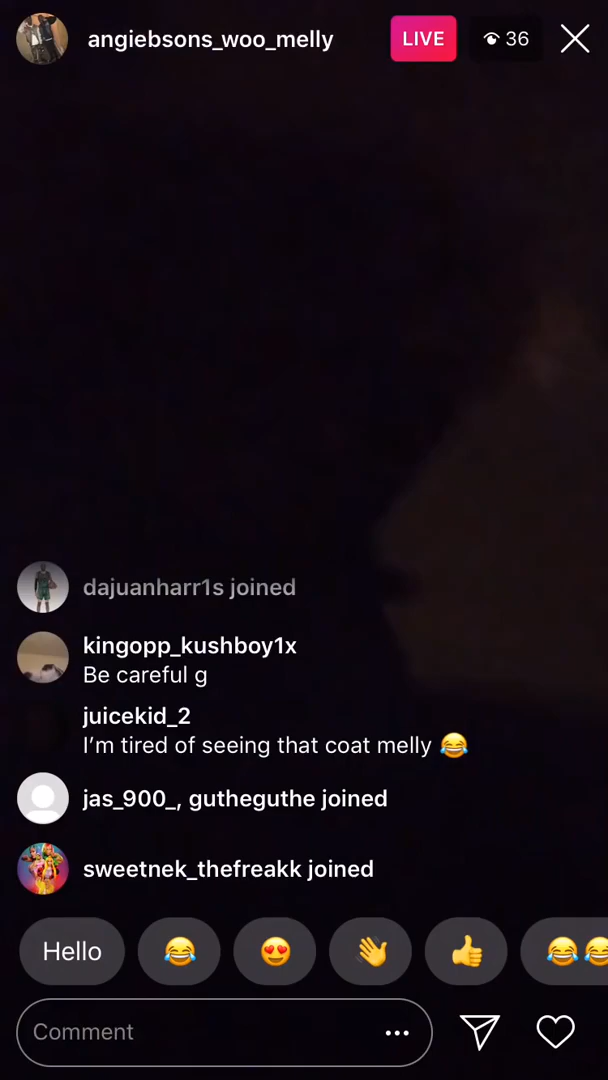 angiebsons_woo_melly LIVE 36
dajuanharr1s joined
kingopp_kushboy1x
Be careful g
juicekid_2
I'm tired of seeing that coat melly 😂
jas_900_, gutheguthe joined
sweetnek_thefreakk joined
Hello 😂 😍 👋 👍 😂😂
Comment